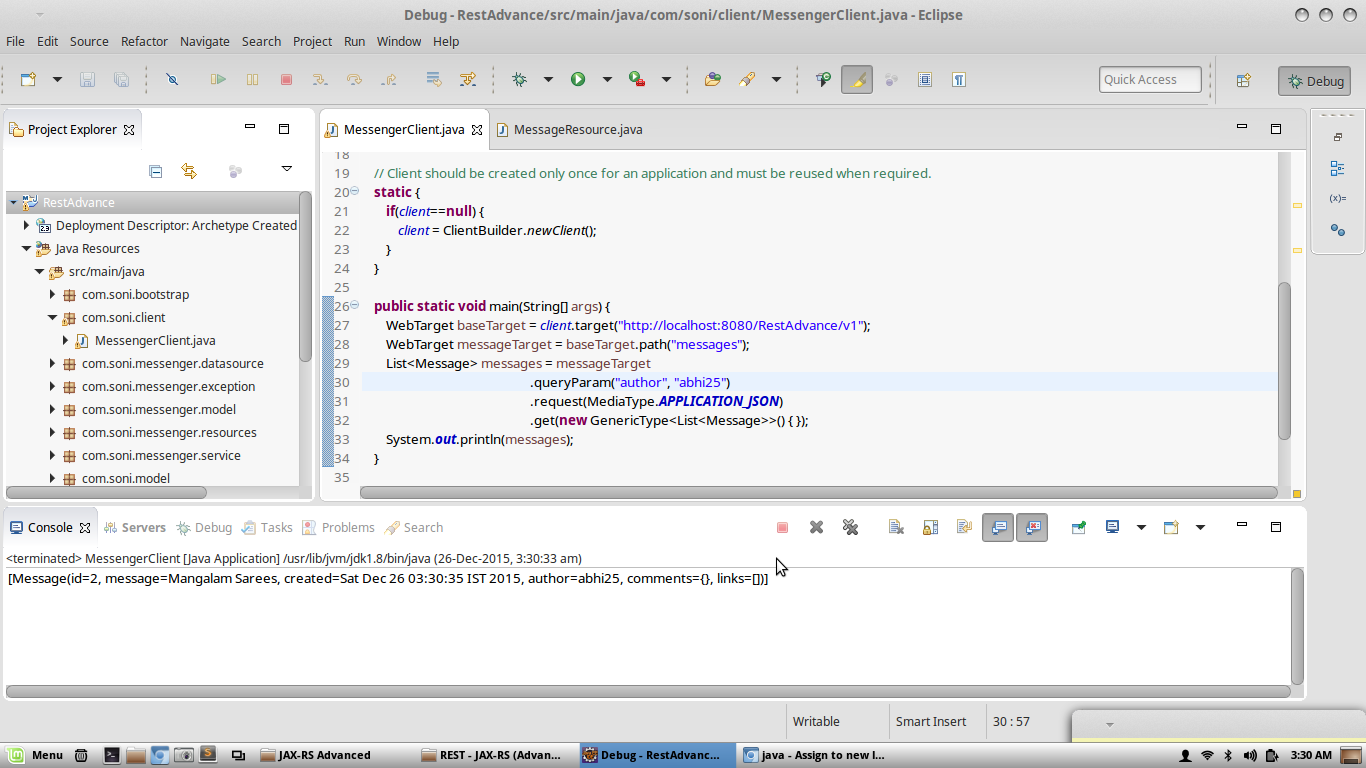 Debug - RestAdvance/src/main/java/com/soni/client/MessengerClient.java - Eclipse
File Edit Source Refactor Navigate Search Project Run Window Help
Quick Access
Debug
Project Explorer
MessengerClient.java
MessageResource.java
RestAdvance
Deployment Descriptor: Archetype Created
Java Resources
src/main/java
com.soni.bootstrap
com.soni.client
MessengerClient.java
com.soni.messenger.datasource
com.soni.messenger.exception
com.soni.messenger.model
com.soni.messenger.resources
com.soni.messenger.service
com.soni.model
18
19 // Client should be created only once for an application and must be reused when required.
20 static {
21 if(client==null) {
22 client = ClientBuilder.newClient();
23 }
24 }
25
26 public static void main(String[] args) {
27 WebTarget baseTarget = client.target("http://localhost:8080/RestAdvance/v1");
28 WebTarget messageTarget = baseTarget.path("messages");
29 List<Message> messages = messageTarget
30 .queryParam("author", "abhi25")
31 .request(MediaType.APPLICATION_JSON)
32 .get(new GenericType<List<Message>>() { });
33 System.out.println(messages);
34 }
35
Console Servers Debug Tasks Problems Search
<terminated> MessengerClient [Java Application] /usr/lib/jvm/jdk1.8/bin/java (26-Dec-2015, 3:30:33 am)
[Message(id=2, message=Mangalam Sarees, created=Sat Dec 26 03:30:35 IST 2015, author=abhi25, comments={}, links=[])]
Writable Smart Insert 30 : 57
Menu JAX-RS Advanced REST - JAX-RS (Advan... Debug - RestAdvanc... java - Assign to new l... 3:30 AM